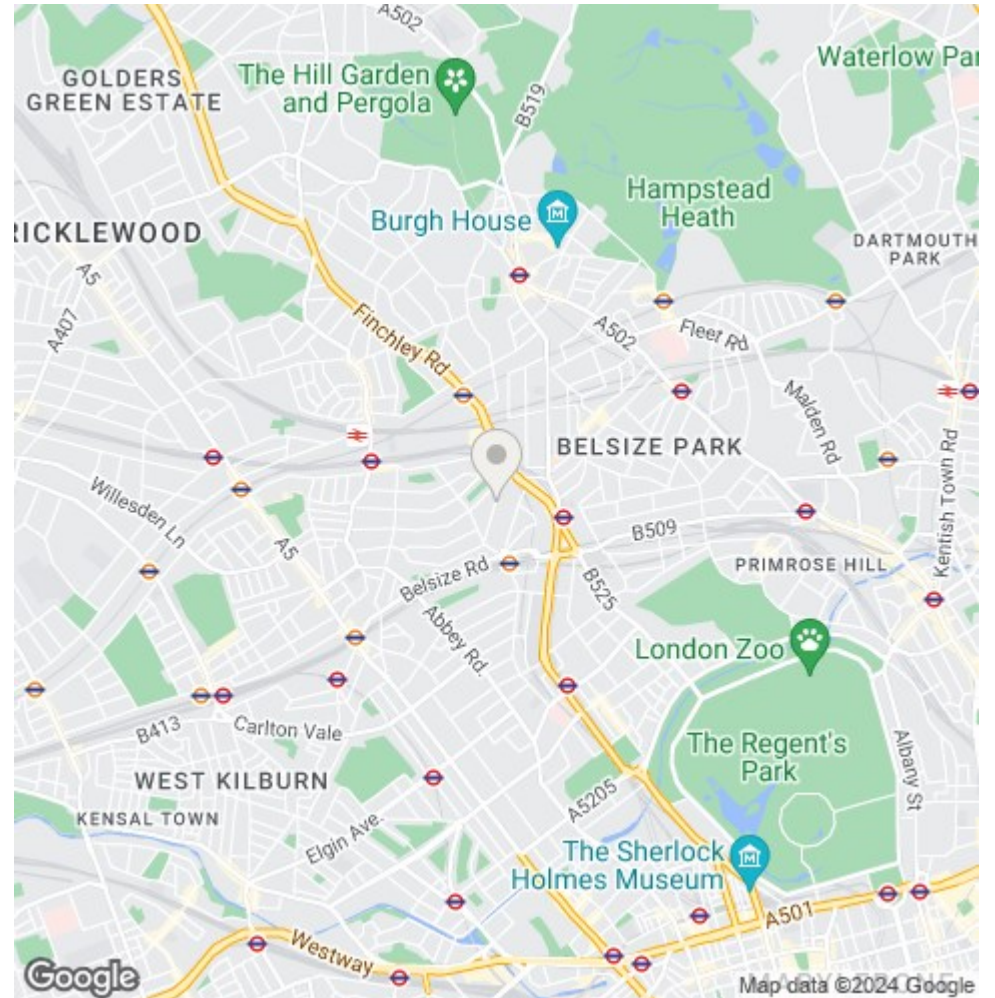 A502
Waterlow Par
GOLDERS
GREEN ESTATE
The Hill Garden
and Pergola
B519
Hampstead
Heath
Burgh House
RICKLEWOOD
DARTMOUTH
PARK
A5
A407
Finchley Rd
A502
Fleet Rd
Malden Rd
BELSIZE PARK
Kentish Town Rd
Willesden Ln
A5
B509
PRIMROSE HILL
Belsize Rd
B525
Abbey Rd.
London Zoo
B413
Carlton Vale
The Regent's
Park
Albany St
WEST KILBURN
A5205
KENSAL TOWN
Elgin Ave.
The Sherlock
Holmes Museum
A501
Westway
Google
Map data ©2024 Google